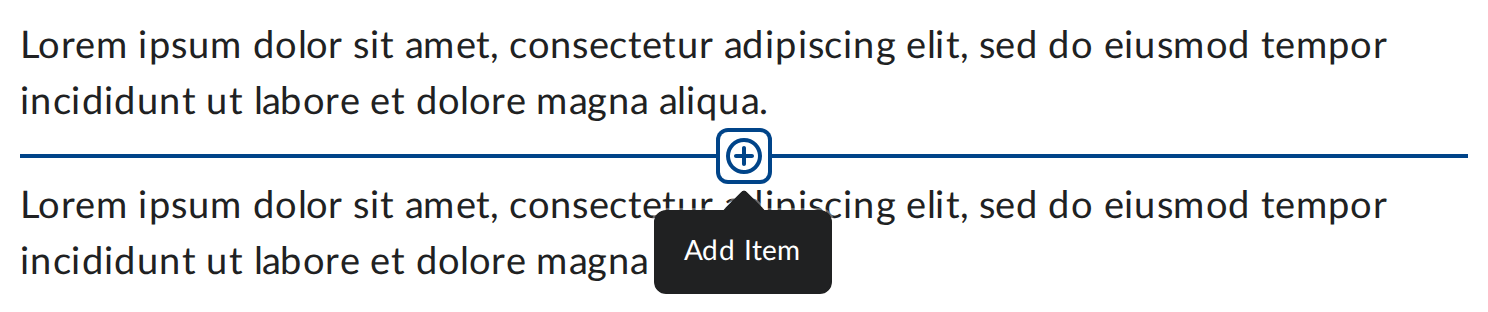 Lorem ipsum dolor sit amet, consectetur adipiscing elit, sed do eiusmod tempor
incididunt ut labore et dolore magna aliqua.
Lorem ipsum dolor sit amet, consectetur elit, sed do eiusmod tempor
incididunt ut labore et dolore magna
Add Item